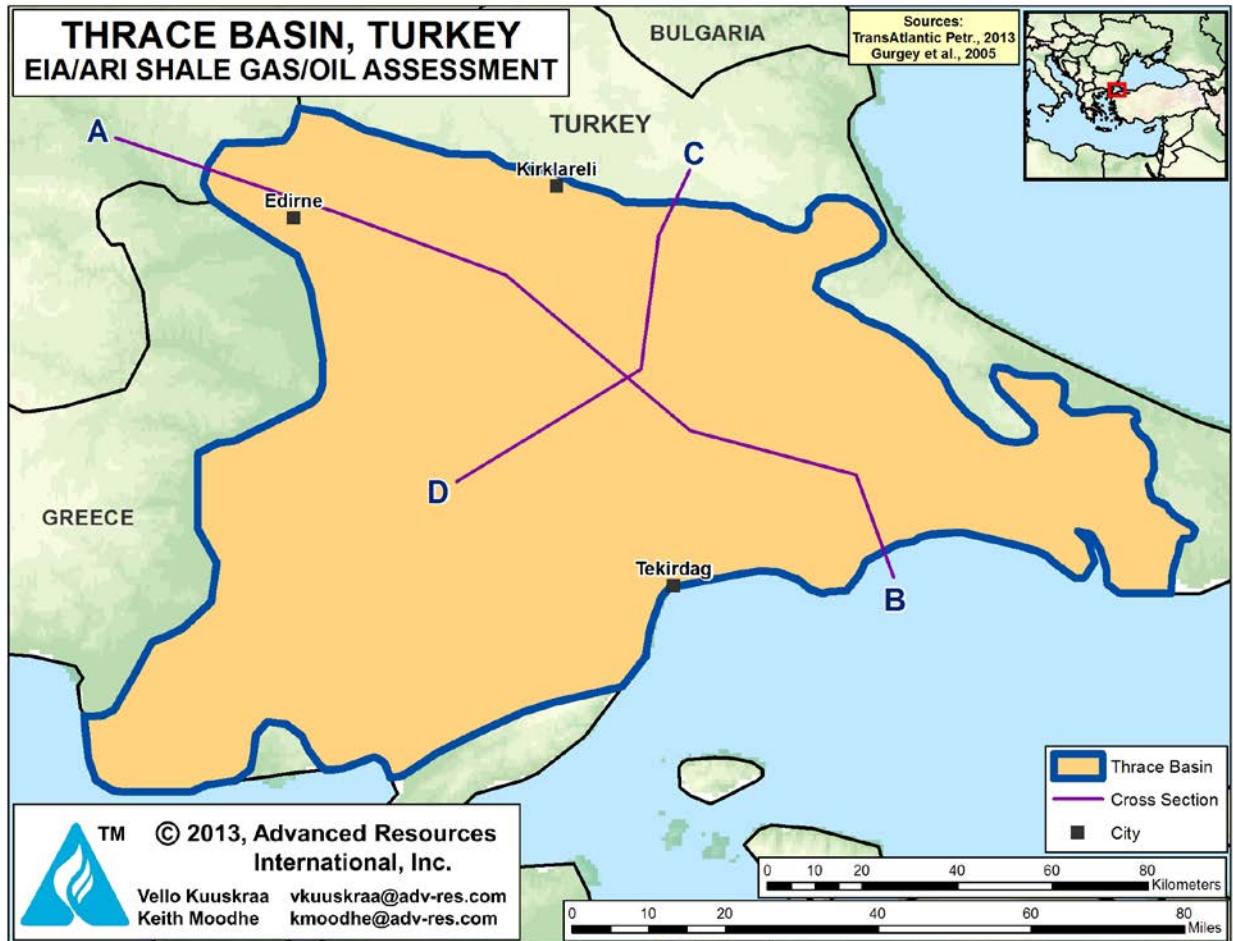 THRACE BASIN, TURKEY
EIA/ARI SHALE GAS/OIL ASSESSMENT
BULGARIA
Sources:
TransAtlantic Petr., 2013
Gurgey et al., 2005
A
TURKEY
C
Kirklareli
Edirne
D
GREECE
Tekirdag
B
Thrace Basin
Cross Section
City
TM
© 2013, Advanced Resources
International, Inc.
Vello Kuuskraa vkuuskraa@adv-res.com
Keith Moodhe kmoodhe@adv-res.com
0 10 20 40 60 80
Kilometers
0 10 20 40 60 80
Miles